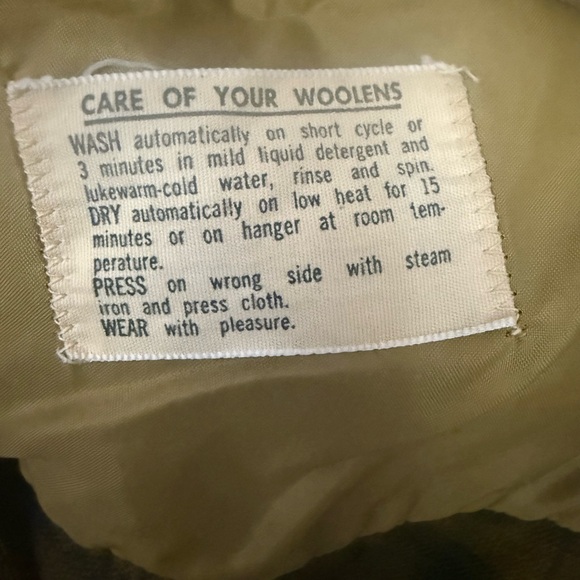 CARE OF YOUR WOOLENS
WASH automatically on short cycle or
3 minutes in mild liquid detergent and
lukewarm-cold water, rinse and spin.
DRY automatically on low heat for 15
minutes or on hanger at room tem-
perature.
PRESS on wrong side with steam
iron and press cloth.
WEAR with pleasure.